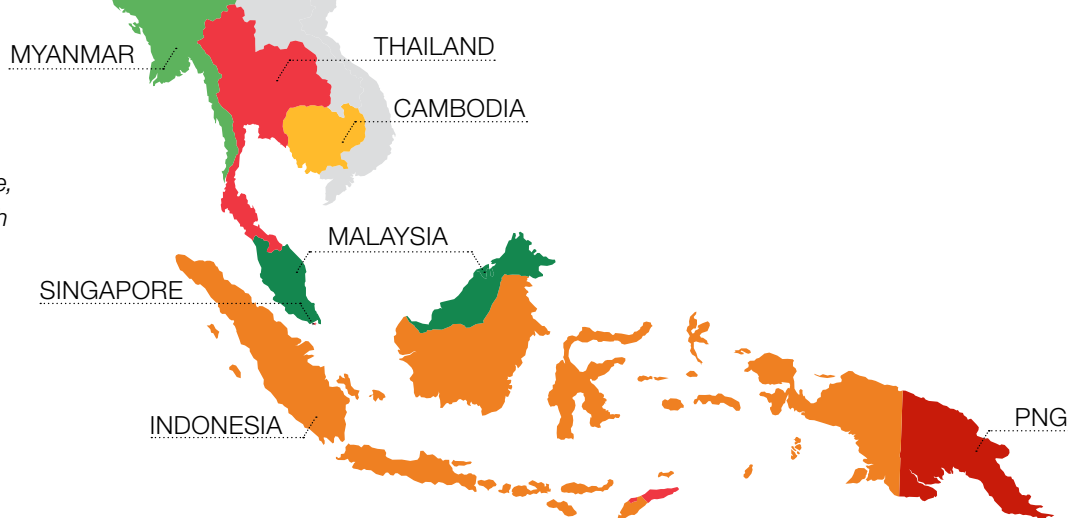 THAILAND
MYANMAR
CAMBODIA
e,
n
MALAYSIA
SINGAPORE
PNG
INDONESIA